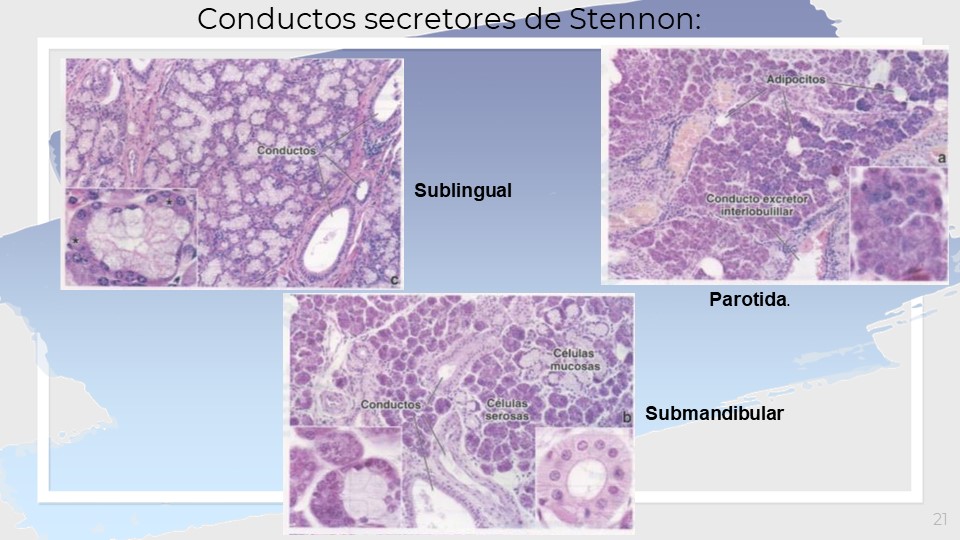 Conductos secretores de Stennon:
Conductos
c
Sublingual
Adipocitos
a
Conducto excretor
interlobulillar
Parotida.
Células
mucosas
Conductos
Células
serosas
b
Submandibular
21